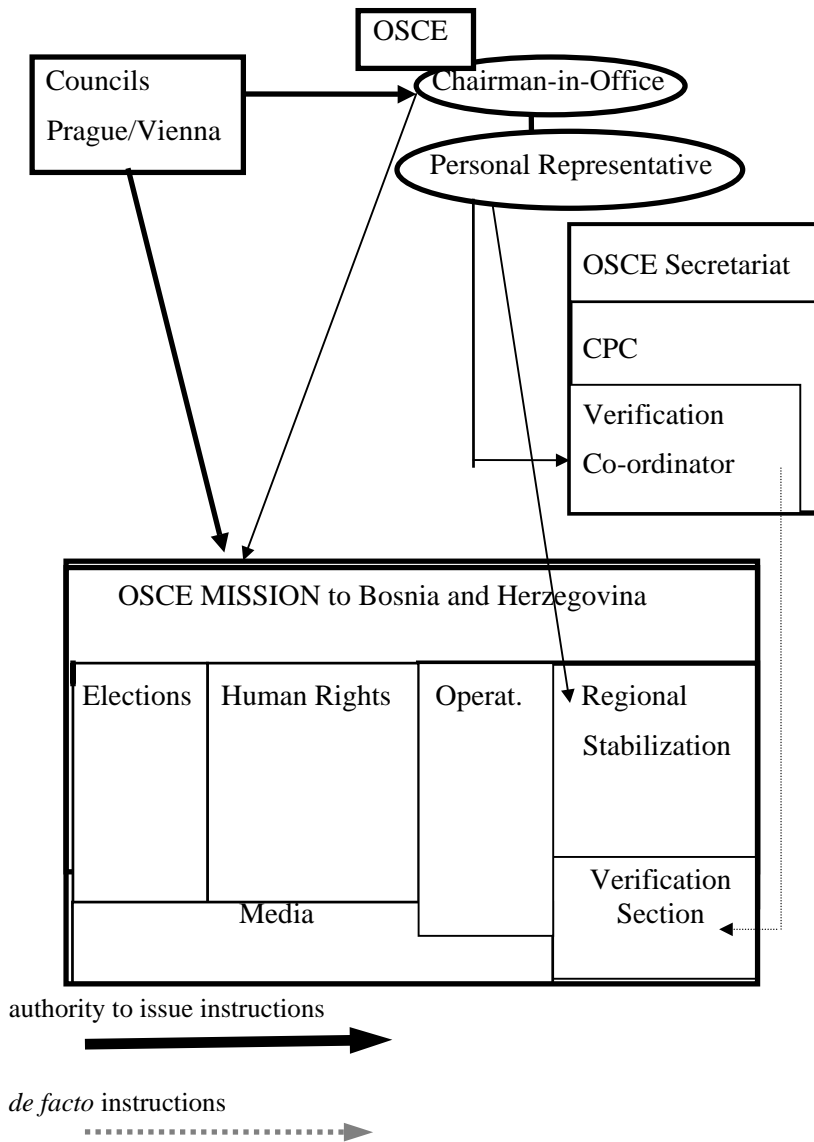 OSCE
Councils
Prague/Vienna
Chairman-in-Office
Personal Representative
OSCE Secretariat
CPC
Verification
Co-ordinator
OSCE MISSION to Bosnia and Herzegovina
Elections
Human Rights
Operat.
Regional
Stabilization
Verification
Section
Media
authority to issue instructions
de facto instructions